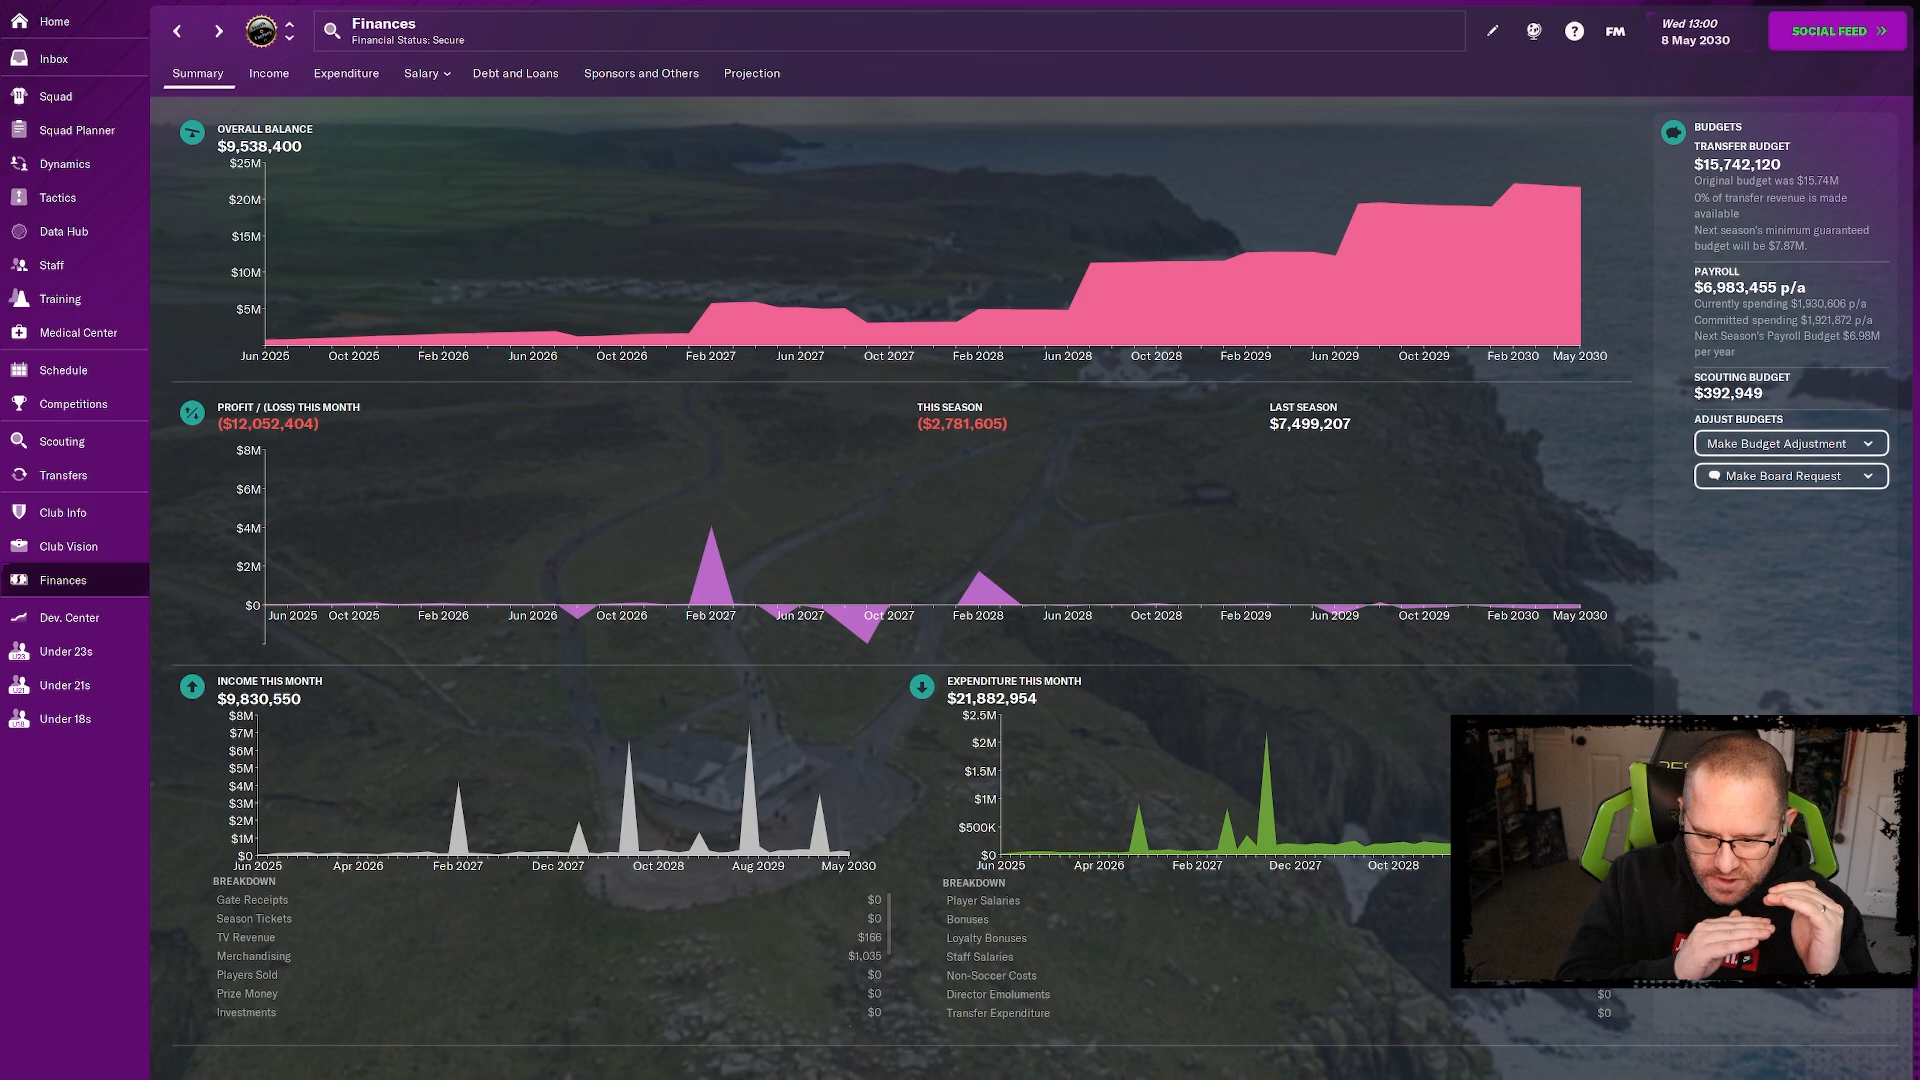 Home
Inbox
Squad
Squad Planner
Dynamics
Tactics
Data Hub
Staff
Training
Medical Center
Schedule
Competitions
Scouting
Transfers
Club Info
Club Vision
Finances
Dev. Center
Under 23s
Under 21s
Under 18s
Finances
Financial Status: Secure
FM
Wed 13:00
8 May 2030
SOCIAL FEED
Summary
Income
Expenditure
Salary
Debt and Loans
Sponsors and Others
Projection
OVERALL BALANCE
$9,538,400
$25M
$20M
$15M
$10M
$5M
Jun 2025 Oct 2025 Feb 2026 Jun 2026 Oct 2026 Feb 2027 Jun 2027 Oct 2027 Feb 2028 Jun 2028 Oct 2028 Feb 2029 Jun 2029 Oct 2029 Feb 2030 May 2030
PROFIT / (LOSS) THIS MONTH
($12,052,404)
THIS SEASON
($2,781,605)
LAST SEASON
$7,499,207
$8M
$6M
$4M
$2M
$0
Jun 2025 Oct 2025 Feb 2026 Jun 2026 Oct 2026 Feb 2027 Jun 2027 Oct 2027 Feb 2028 Jun 2028 Oct 2028 Feb 2029 Jun 2029 Oct 2029 Feb 2030 May 2030
INCOME THIS MONTH
$9,830,550
$8M
$7M
$6M
$5M
$4M
$3M
$2M
$1M
$0
Jun 2025 Apr 2026 Feb 2027 Dec 2027 Oct 2028 Aug 2029 May 2030
BREAKDOWN
Gate Receipts $0
Season Tickets $0
TV Revenue $166
Merchandising $1,035
Players Sold $0
Prize Money $0
Investments $0
EXPENDITURE THIS MONTH
$21,882,954
$2.5M
$2M
$1.5M
$1M
$500K
$0
Jun 2025 Apr 2026 Feb 2027 Dec 2027 Oct 2028
BREAKDOWN
Player Salaries
Bonuses
Loyalty Bonuses
Staff Salaries
Non-Soccer Costs
Director Emoluments $0
Transfer Expenditure $0
BUDGETS
TRANSFER BUDGET
$15,742,120
Original budget was $15.74M
0% of transfer revenue is made
available
Next season's minimum guaranteed
budget will be $7.87M.
PAYROLL
$6,983,455 p/a
Currently spending $1,930,606 p/a
Committed spending $1,921,872 p/a
Next Season's Payroll Budget $6.98M
per year
SCOUTING BUDGET
$392,949
ADJUST BUDGETS
Make Budget Adjustment
Make Board Request